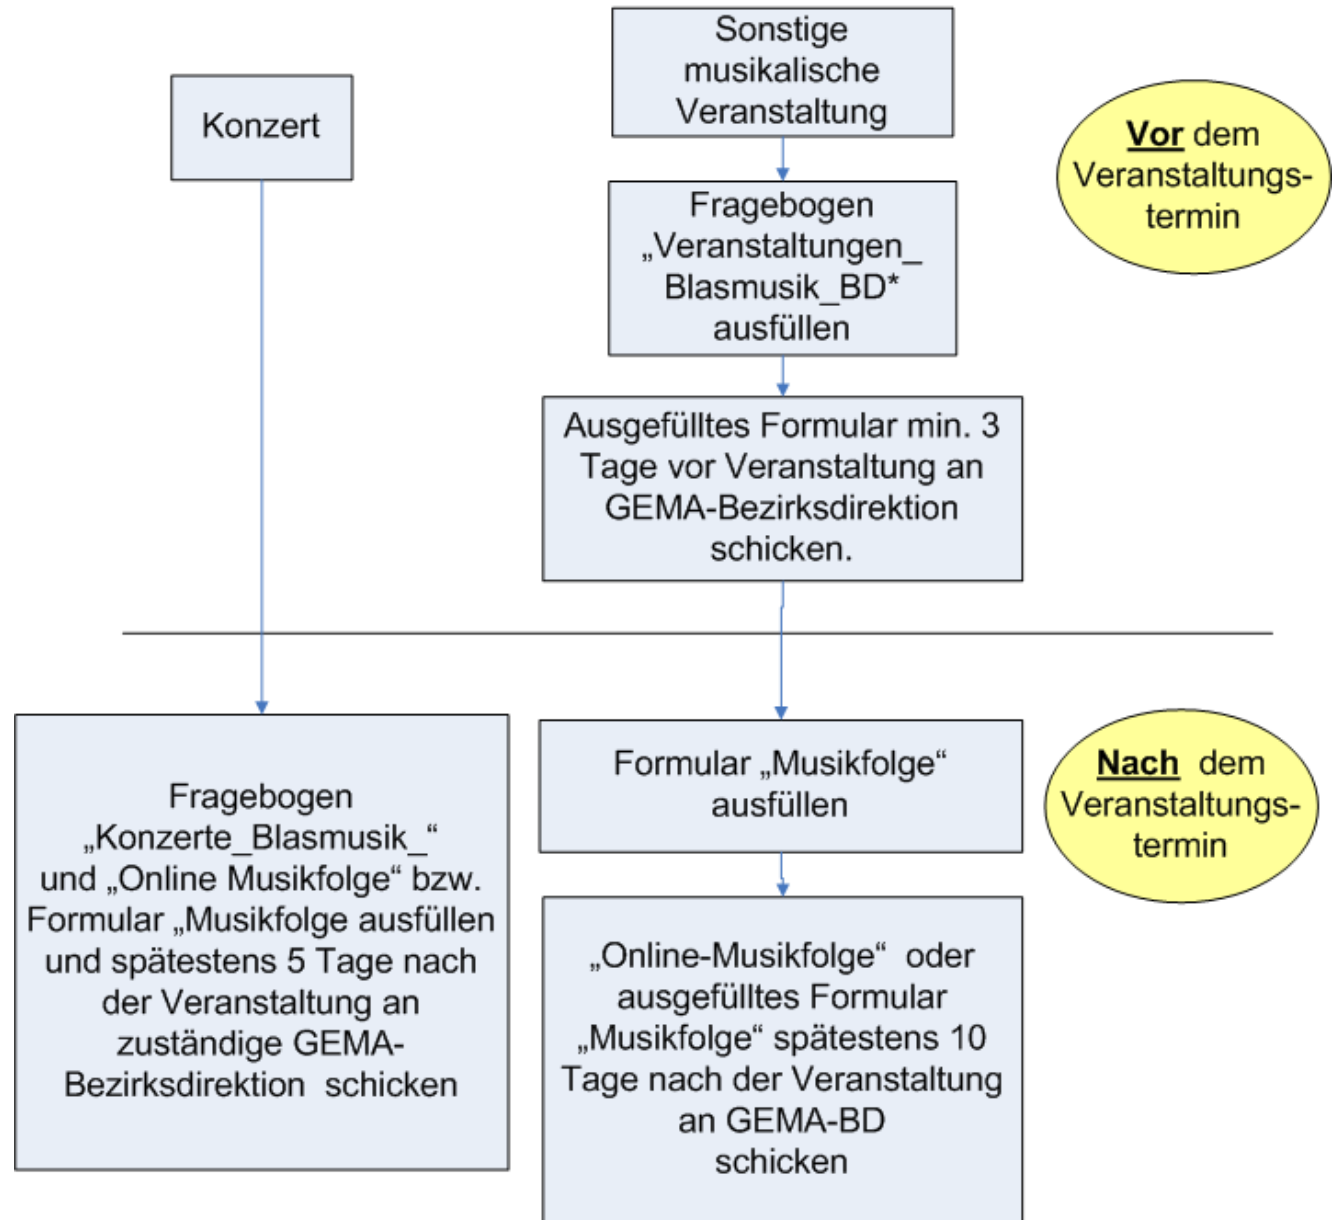 Konzert
Sonstige
musikalische
Veranstaltung
Vor dem
Veranstaltungs-
termin
Fragebogen
„Veranstaltungen_
Blasmusik_BD*
ausfüllen
Ausgefülltes Formular min. 3
Tage vor Veranstaltung an
GEMA-Bezirksdirektion
schicken.
Fragebogen
„Konzerte_Blasmusik_“
und „Online Musikfolge“ bzw.
Formular „Musikfolge ausfüllen
und spätestens 5 Tage nach
der Veranstaltung an
zuständige GEMA-
Bezirksdirektion schicken
Formular „Musikfolge“
ausfüllen
Nach dem
Veranstaltungs-
termin
„Online-Musikfolge“ oder
ausgefülltes Formular
„Musikfolge“ spätestens 10
Tage nach der Veranstaltung
an GEMA-BD
schicken